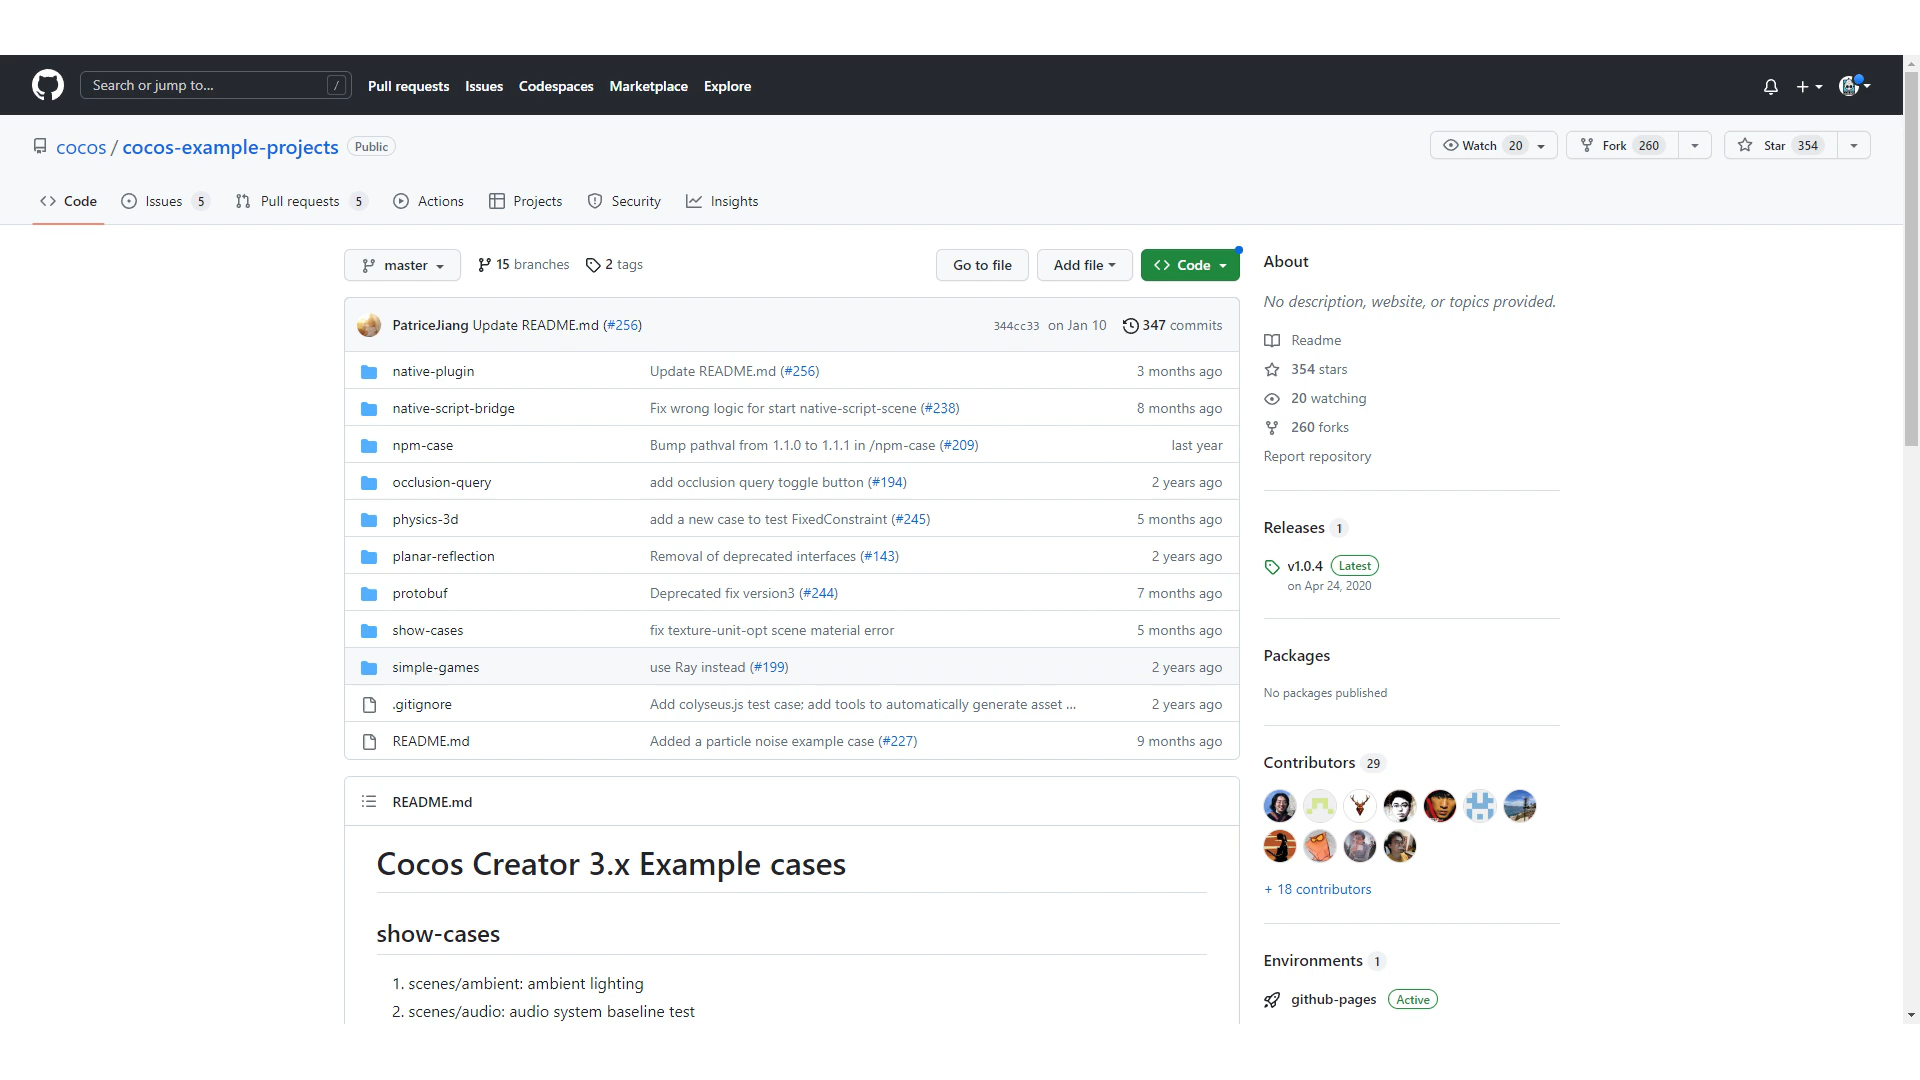 Search or jump to... /
Pull requests Issues Codespaces Marketplace Explore
cocos / cocos-example-projects Public
Watch 20 Fork 260 Star 354
Code Issues 5 Pull requests 5 Actions Projects Security Insights
master 15 branches 2 tags Go to file Add file Code
PatriceJiang Update README.md (#256) 344cc33 on Jan 10 347 commits
native-plugin Update README.md (#256) 3 months ago
native-script-bridge Fix wrong logic for start native-script-scene (#238) 8 months ago
npm-case Bump pathval from 1.1.0 to 1.1.1 in /npm-case (#209) last year
occlusion-query add occlusion query toggle button (#194) 2 years ago
physics-3d add a new case to test FixedConstraint (#245) 5 months ago
planar-reflection Removal of deprecated interfaces (#143) 2 years ago
protobuf Deprecated fix version3 (#244) 7 months ago
show-cases fix texture-unit-opt scene material error 5 months ago
simple-games use Ray instead (#199) 2 years ago
.gitignore Add colyseus.js test case; add tools to automatically generate asset ... 2 years ago
README.md Added a particle noise example case (#227) 9 months ago
README.md
Cocos Creator 3.x Example cases
show-cases
1. scenes/ambient: ambient lighting
2. scenes/audio: audio system baseline test
About
No description, website, or topics provided.
Readme
354 stars
20 watching
260 forks
Report repository
Releases 1
v1.0.4 Latest
on Apr 24, 2020
Packages
No packages published
Contributors 29
+ 18 contributors
Environments 1
github-pages Active